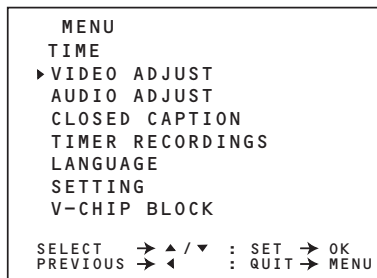 MENU
TIME
▶VIDEO ADJUST
AUDIO ADJUST
CLOSED CAPTION
TIMER RECORDINGS
LANGUAGE
SETTING
V-CHIP BLOCK
SELECT → ▲/▼ : SET → OK
PREVIOUS → ◀ : QUIT → MENU